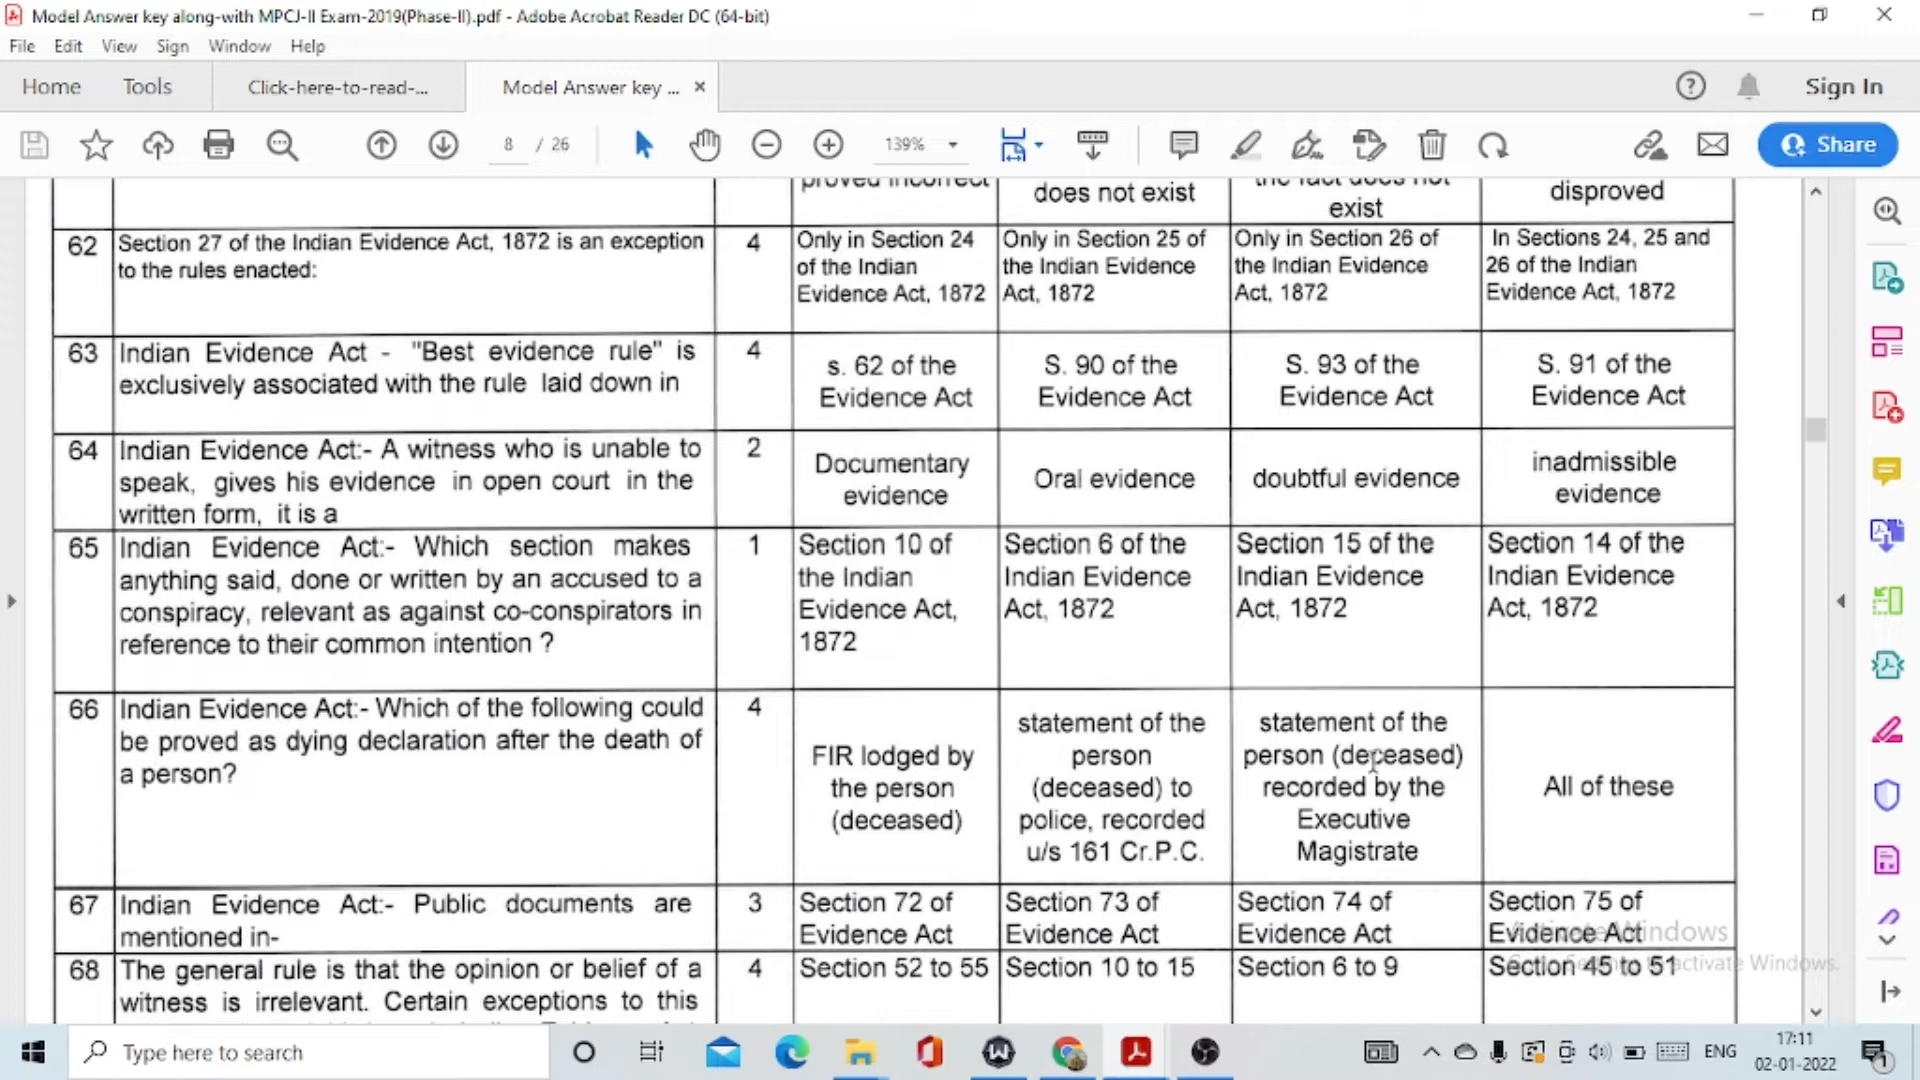 Model Answer key along-with MPCJ-II Exam-2019(Phase-II).pdf - Adobe Acrobat Reader DC (64-bit)
File Edit View Sign Window Help
Home Tools Click-here-to-read-... Model Answer key ... × Sign In
8 / 26 139% Share
proved incorrect does not exist the fact does not exist disproved
62 Section 27 of the Indian Evidence Act, 1872 is an exception
to the rules enacted:
4
Only in Section 24
of the Indian
Evidence Act, 1872
Only in Section 25 of
the Indian Evidence
Act, 1872
Only in Section 26 of
the Indian Evidence
Act, 1872
In Sections 24, 25 and
26 of the Indian
Evidence Act, 1872
63 Indian Evidence Act - "Best evidence rule" is
exclusively associated with the rule laid down in
4
s. 62 of the
Evidence Act
S. 90 of the
Evidence Act
S. 93 of the
Evidence Act
S. 91 of the
Evidence Act
64 Indian Evidence Act:- A witness who is unable to
speak, gives his evidence in open court in the
written form, it is a
2
Documentary
evidence
Oral evidence
doubtful evidence
inadmissible
evidence
65 Indian Evidence Act:- Which section makes
anything said, done or written by an accused to a
conspiracy, relevant as against co-conspirators in
reference to their common intention ?
1
Section 10 of
the Indian
Evidence Act,
1872
Section 6 of the
Indian Evidence
Act, 1872
Section 15 of the
Indian Evidence
Act, 1872
Section 14 of the
Indian Evidence
Act, 1872
66 Indian Evidence Act:- Which of the following could
be proved as dying declaration after the death of
a person?
4
FIR lodged by
the person
(deceased)
statement of the
person
(deceased) to
police, recorded
u/s 161 Cr.P.C.
statement of the
person (deceased)
recorded by the
Executive
Magistrate
All of these
67 Indian Evidence Act:- Public documents are
mentioned in-
3
Section 72 of
Evidence Act
Section 73 of
Evidence Act
Section 74 of
Evidence Act
Section 75 of
Evidence Act
68 The general rule is that the opinion or belief of a
witness is irrelevant. Certain exceptions to this
4
Section 52 to 55
Section 10 to 15
Section 6 to 9
Section 45 to 51
Activate Windows
Go to Settings to activate Windows.
Type here to search
ENG
17:11
02-01-2022
1